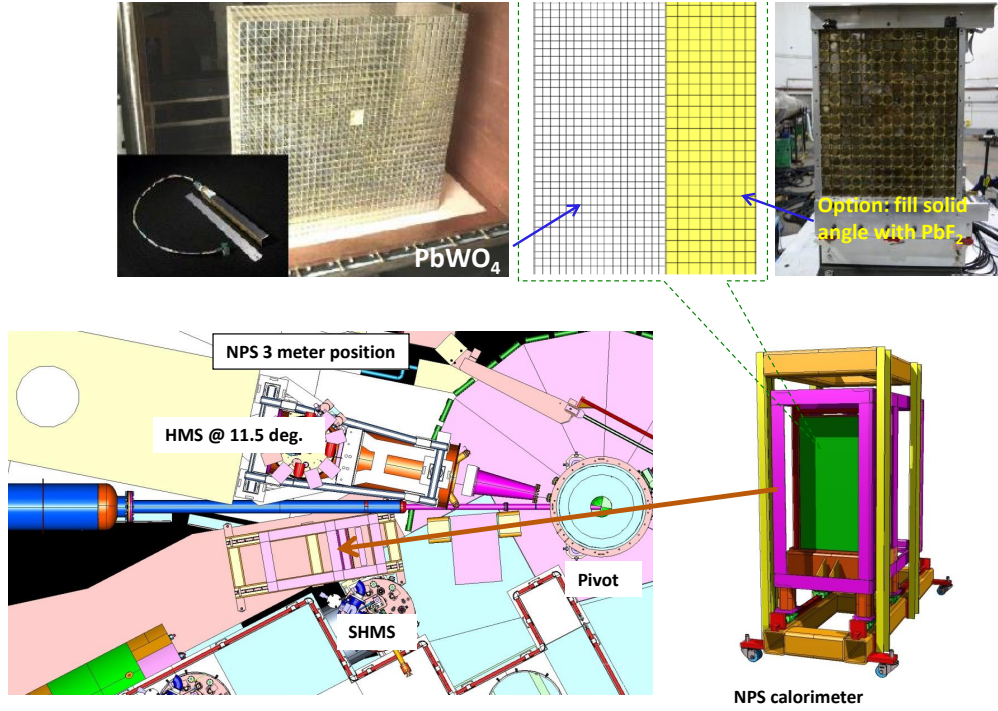 PbWO₄
Option: fill solid
angle with PbF₂
NPS 3 meter position
HMS @ 11.5 deg.
Pivot
SHMS
NPS calorimeter